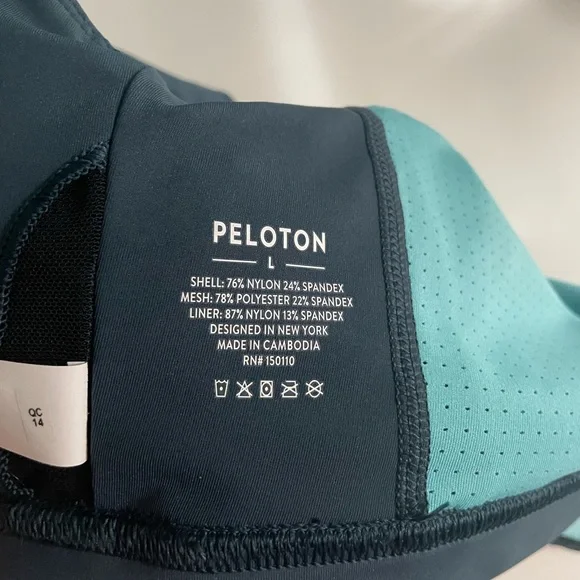 PELOTON
L
SHELL: 76% NYLON 24% SPANDEX
MESH: 78% POLYESTER 22% SPANDEX
LINER: 87% NYLON 13% SPANDEX
DESIGNED IN NEW YORK
MADE IN CAMBODIA
RN# 150110
QC
14